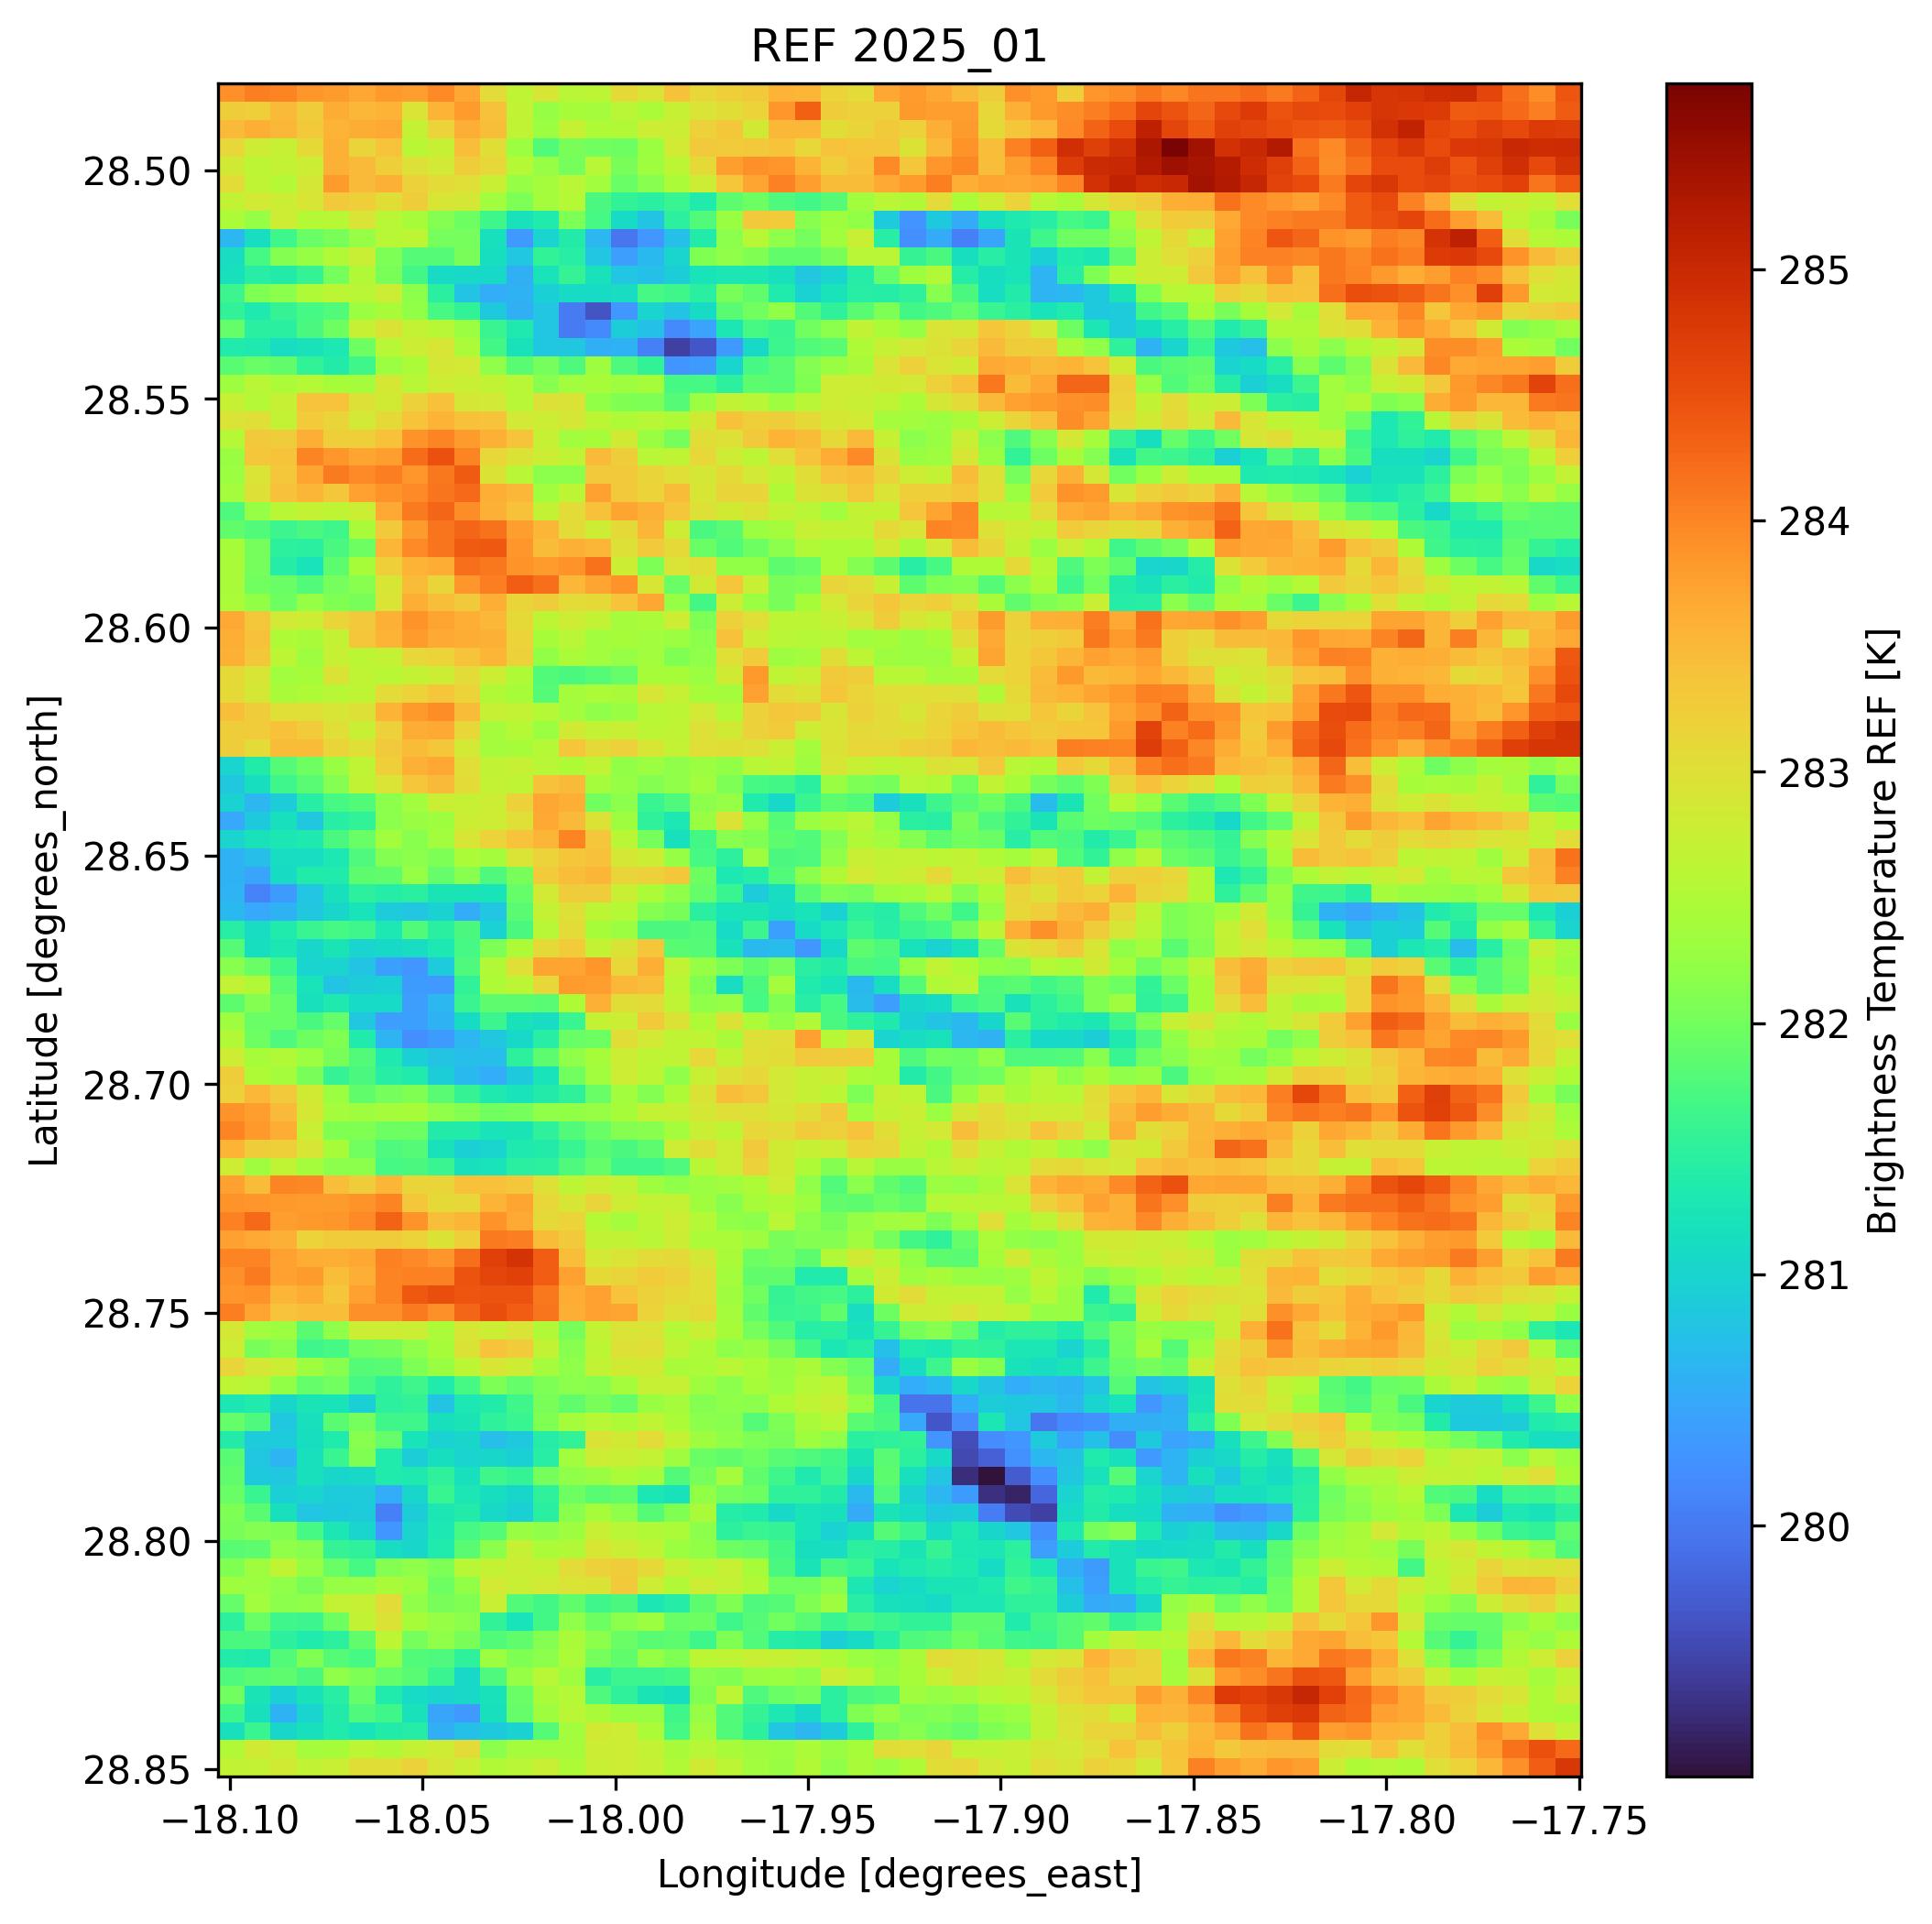 REF 2025_01
28.50
28.55
28.60
28.65
28.70
28.75
28.80
28.85
Latitude [degrees_north]
−18.10 −18.05 −18.00 −17.95 −17.90 −17.85 −17.80 −17.75
Longitude [degrees_east]
285
284
283
282
281
280
Brightness Temperature REF [K]